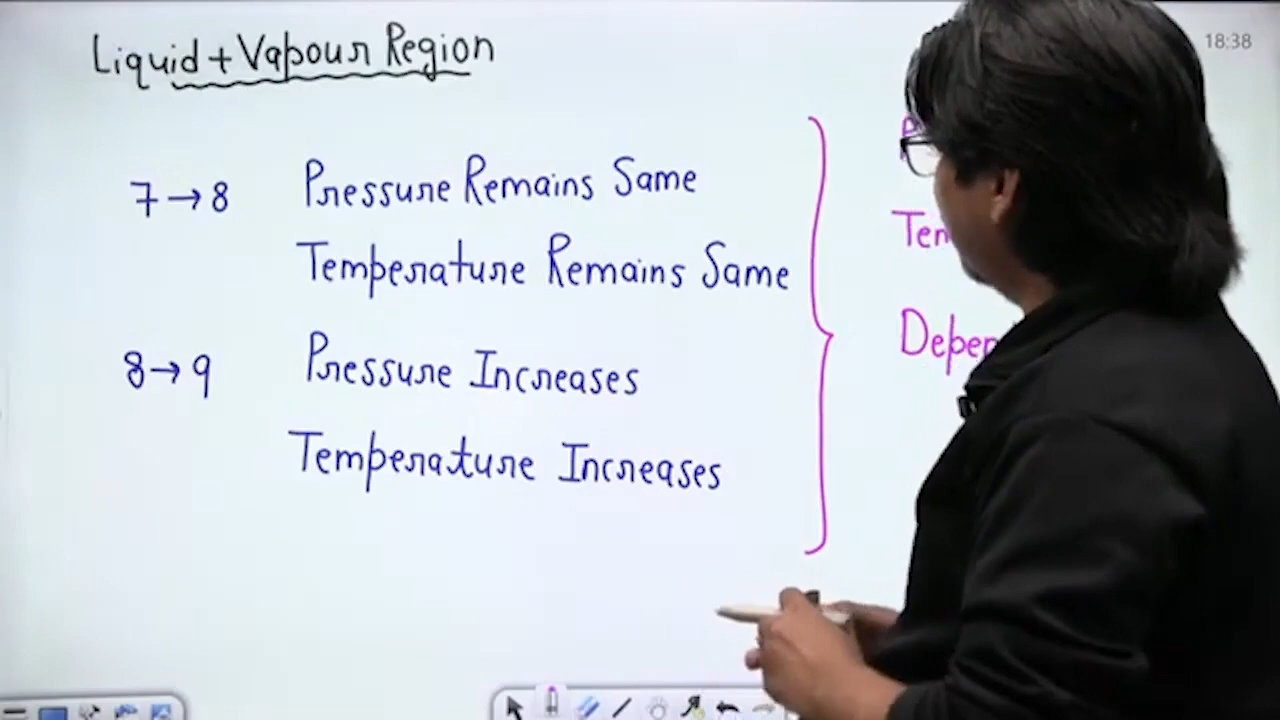 Liquid + Vapour Region
18:38
7→8 Pressure Remains Same
Temperature Remains Same
8→9 Pressure Increases
Temperature Increases